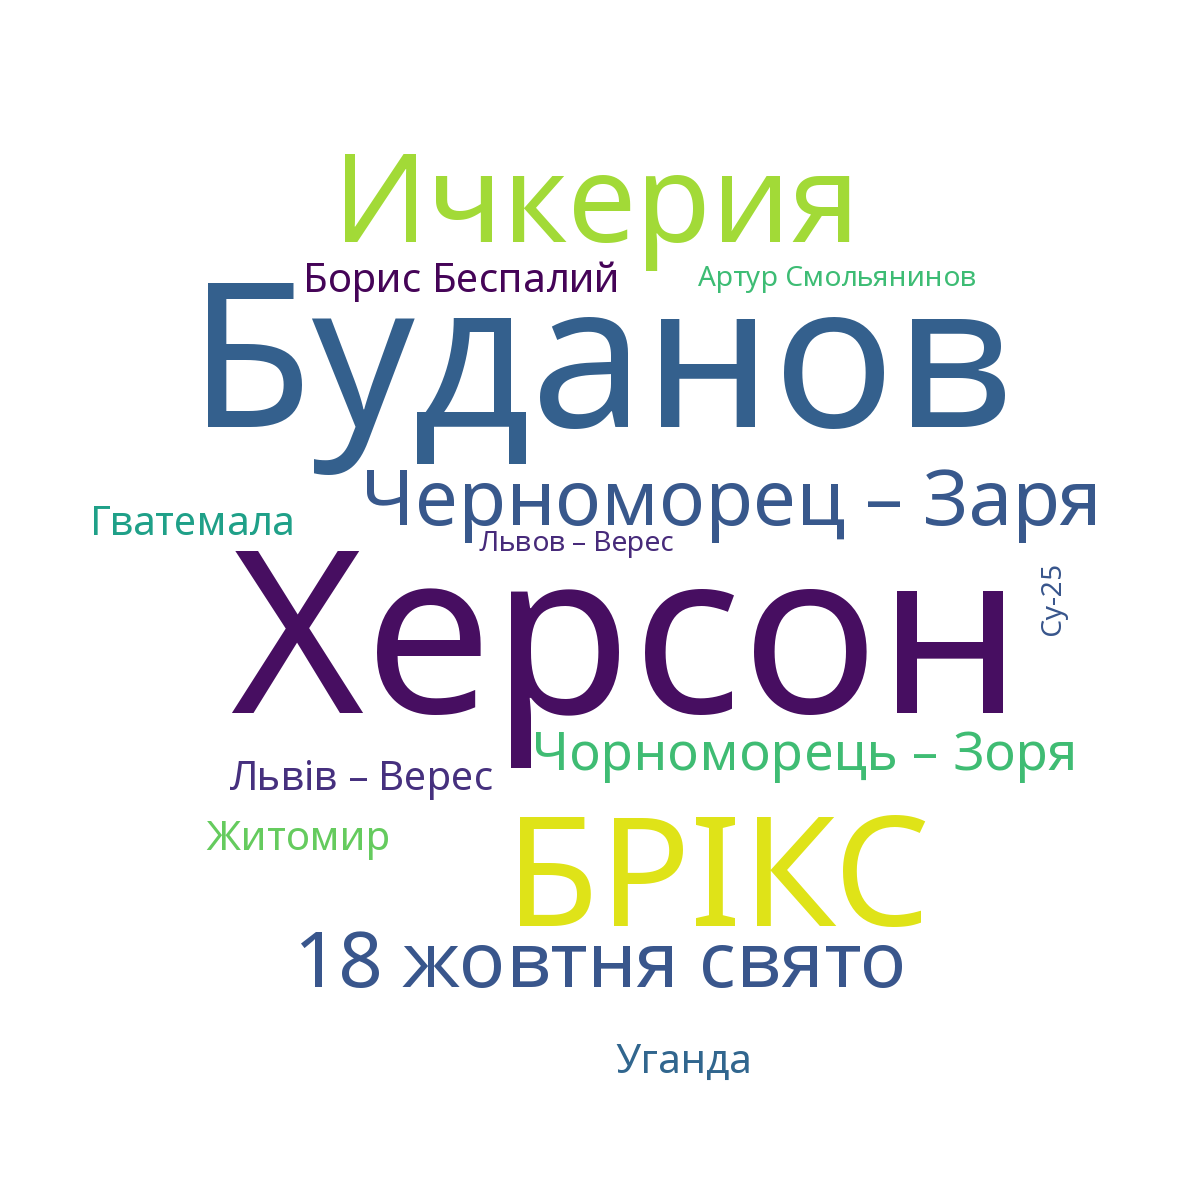 Ичкерия
Борис Беспалий
Артур Смольянинов
Буданов
Черноморец – Заря
Гватемала
Львов – Верес
Херсон
Су-25
Чорноморець – Зоря
Львів – Верес
Житомир
БРІКС
18 жовтня свято
Уганда